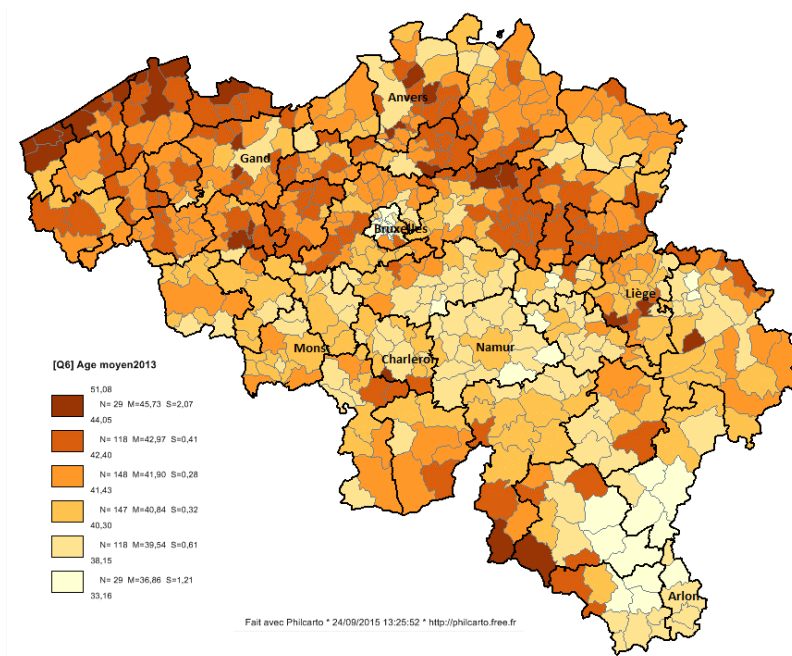 Anvers
Gand
Bruxelles
Liège
Mons
Charleroi
Namur
[Q6] Age moyen2013
51,08
N= 29 M=45,73 S=2,07
44,05
N= 118 M=42,97 S=0,41
42,40
N= 148 M=41,90 S=0,28
41,43
N= 147 M=40,84 S=0,32
40,30
N= 118 M=39,54 S=0,61
38,15
N= 29 M=36,86 S=1,21
33,16
Arlon
Fait avec Philcarto * 24/09/2015 13:25:52 * http://philcarto.free.fr